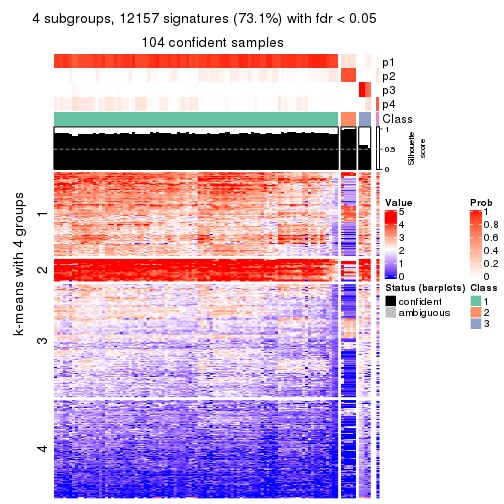 4 subgroups, 12157 signatures (73.1%) with fdr < 0.05
104 confident samples
p1
p2
p3
p4
Class
1
0.5
0
Silhouette
score
k-means with 4 groups
1
2
3
4
Value
5
4
3
2
1
0
Prob
1
0.8
0.6
0.4
0.2
0
Status (barplots)
confident
ambiguous
Class
1
2
3